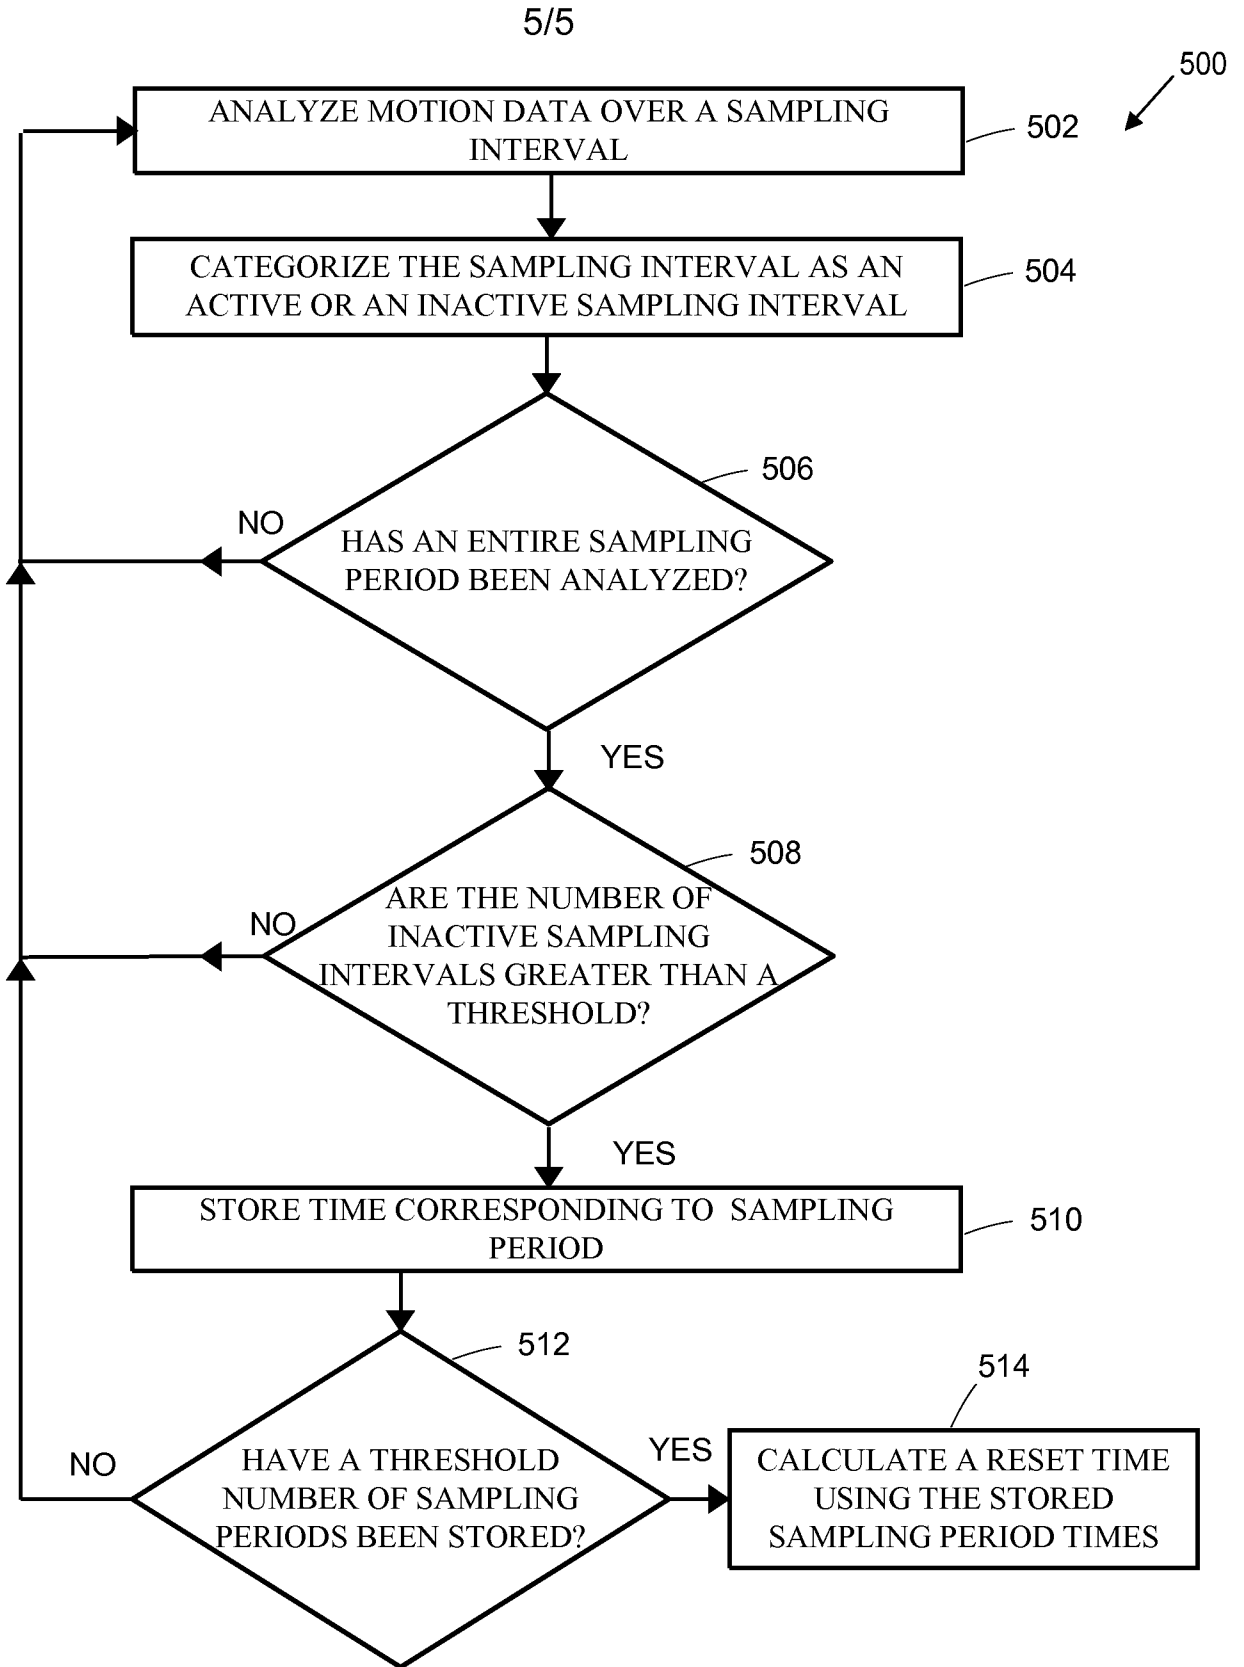 5/5
500
ANALYZE MOTION DATA OVER A SAMPLING
INTERVAL
502
CATEGORIZE THE SAMPLING INTERVAL AS AN
ACTIVE OR AN INACTIVE SAMPLING INTERVAL
504
506
NO
HAS AN ENTIRE SAMPLING
PERIOD BEEN ANALYZED?
YES
508
NO
ARE THE NUMBER OF
INACTIVE SAMPLING
INTERVALS GREATER THAN A
THRESHOLD?
YES
STORE TIME CORRESPONDING TO SAMPLING
PERIOD
510
512
NO
HAVE A THRESHOLD
NUMBER OF SAMPLING
PERIODS BEEN STORED?
YES
514
CALCULATE A RESET TIME
USING THE STORED
SAMPLING PERIOD TIMES